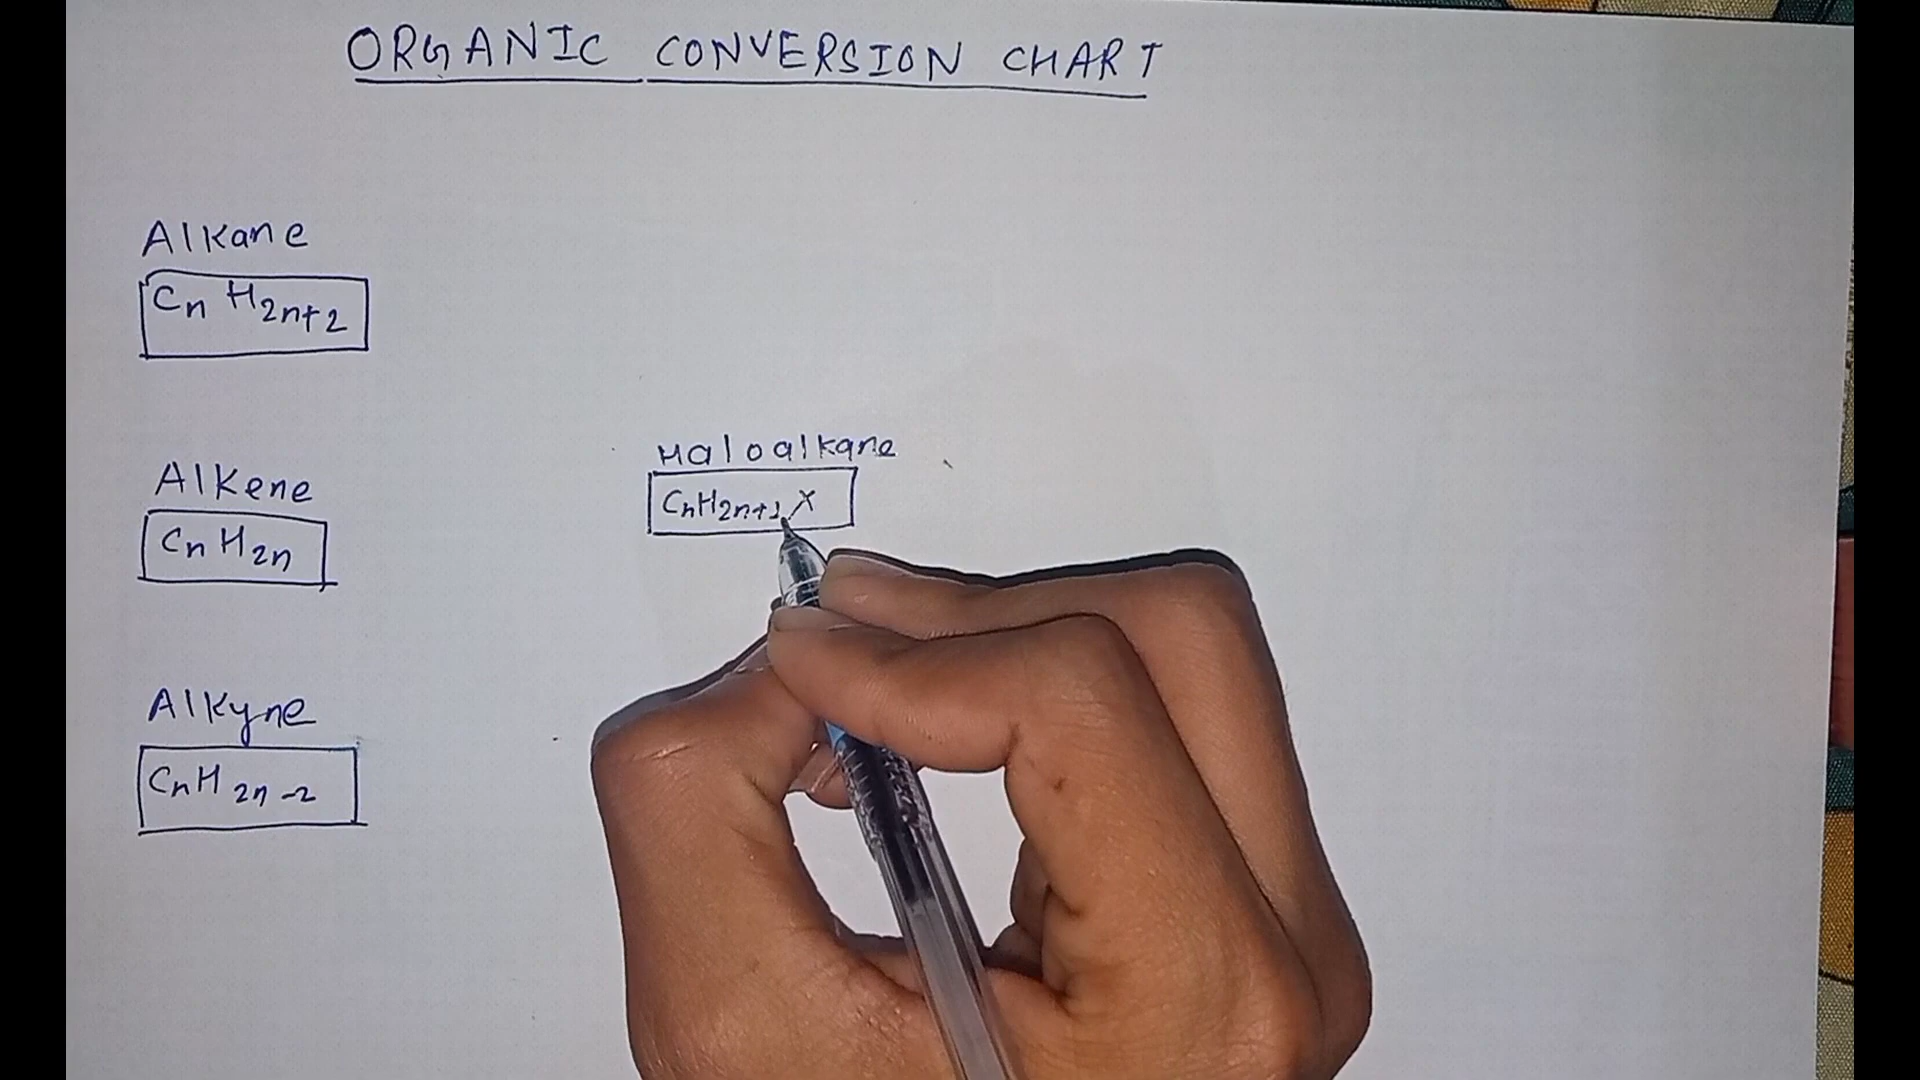 ORGANIC CONVERSION CHART
Alkane
CnH2n+2
Alkene
CnH2n
Haloalkane
CnH2n+1X
Alkyne
CnH2n-2